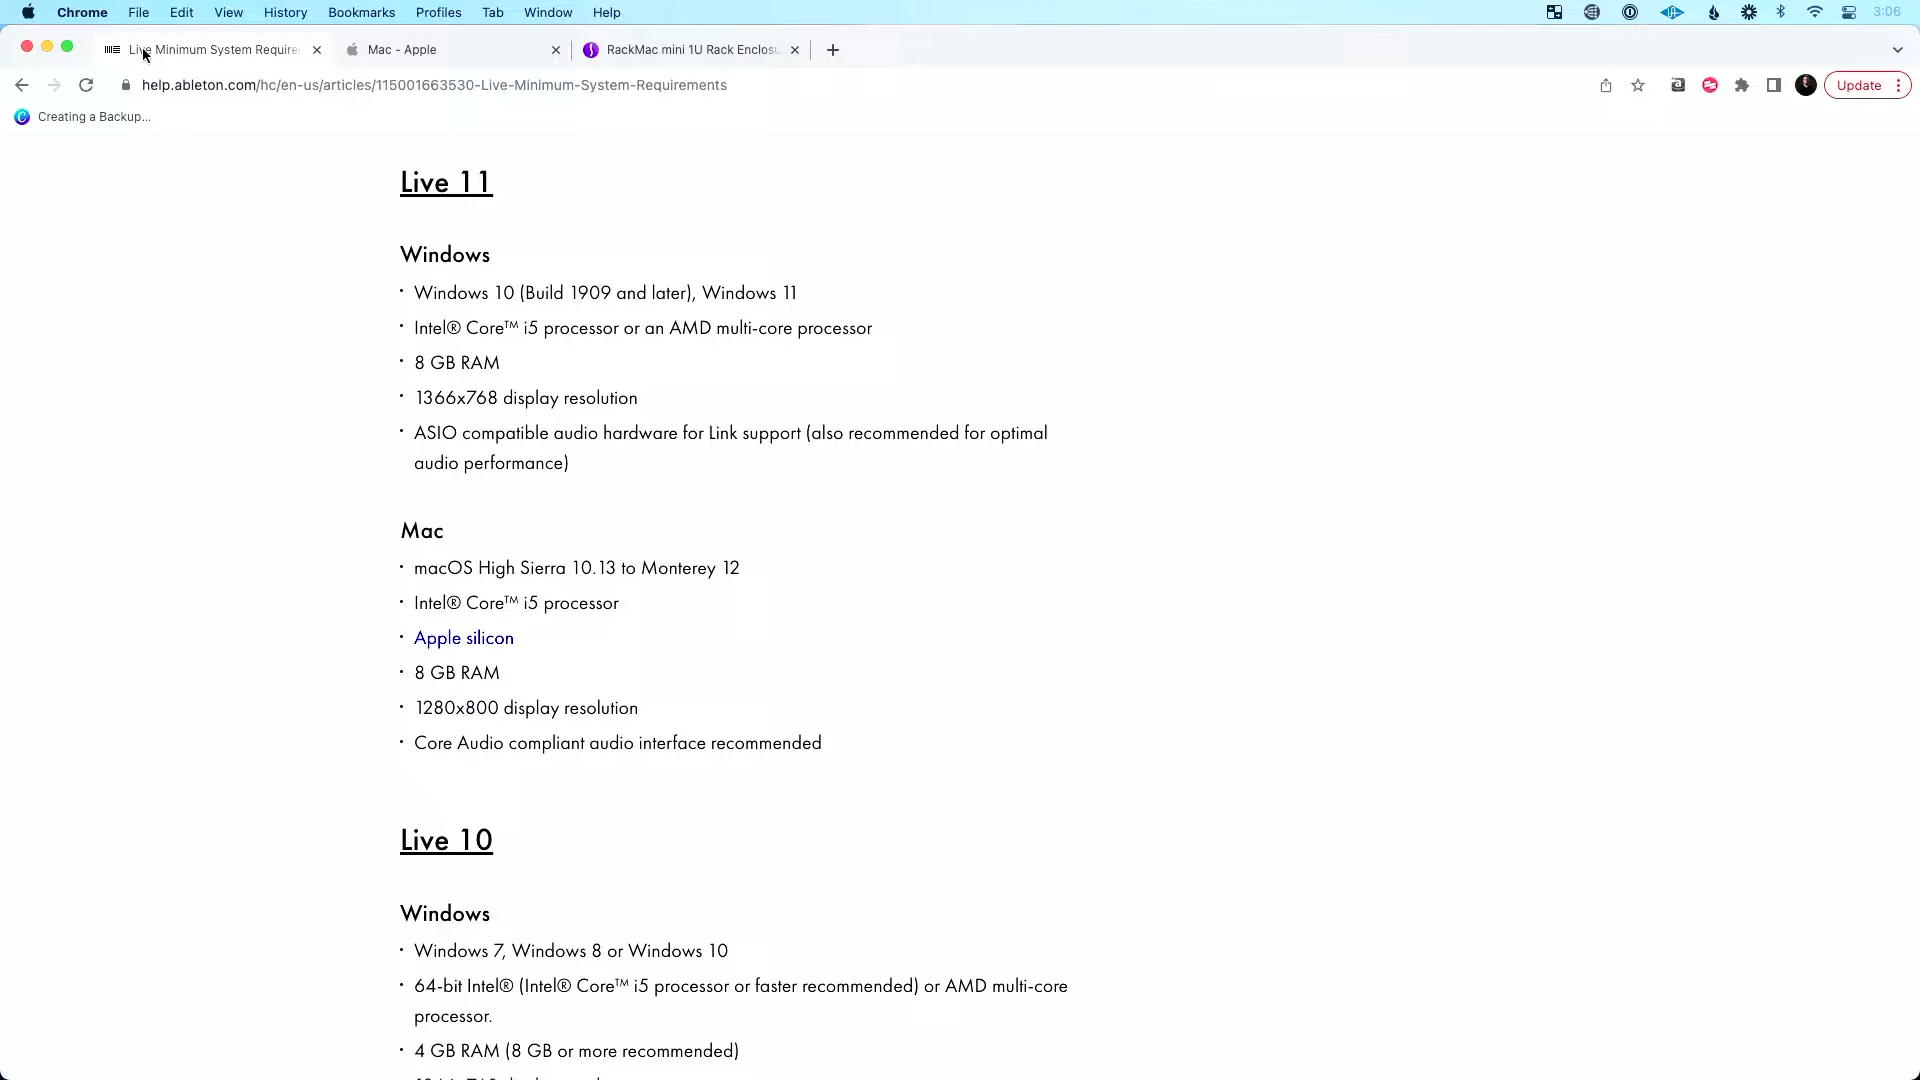 Chrome File Edit View History Bookmarks Profiles Tab Window Help 3:06
Live Minimum System Require Mac - Apple RackMac mini 1U Rack Enclosu
help.ableton.com/hc/en-us/articles/115001663530-Live-Minimum-System-Requirements Update
Creating a Backup...
Live 11
Windows
· Windows 10 (Build 1909 and later), Windows 11
· Intel® Core™ i5 processor or an AMD multi-core processor
· 8 GB RAM
· 1366x768 display resolution
· ASIO compatible audio hardware for Link support (also recommended for optimal
audio performance)
Mac
· macOS High Sierra 10.13 to Monterey 12
· Intel® Core™ i5 processor
· Apple silicon
· 8 GB RAM
· 1280x800 display resolution
· Core Audio compliant audio interface recommended
Live 10
Windows
· Windows 7, Windows 8 or Windows 10
· 64-bit Intel® (Intel® Core™ i5 processor or faster recommended) or AMD multi-core
processor.
· 4 GB RAM (8 GB or more recommended)